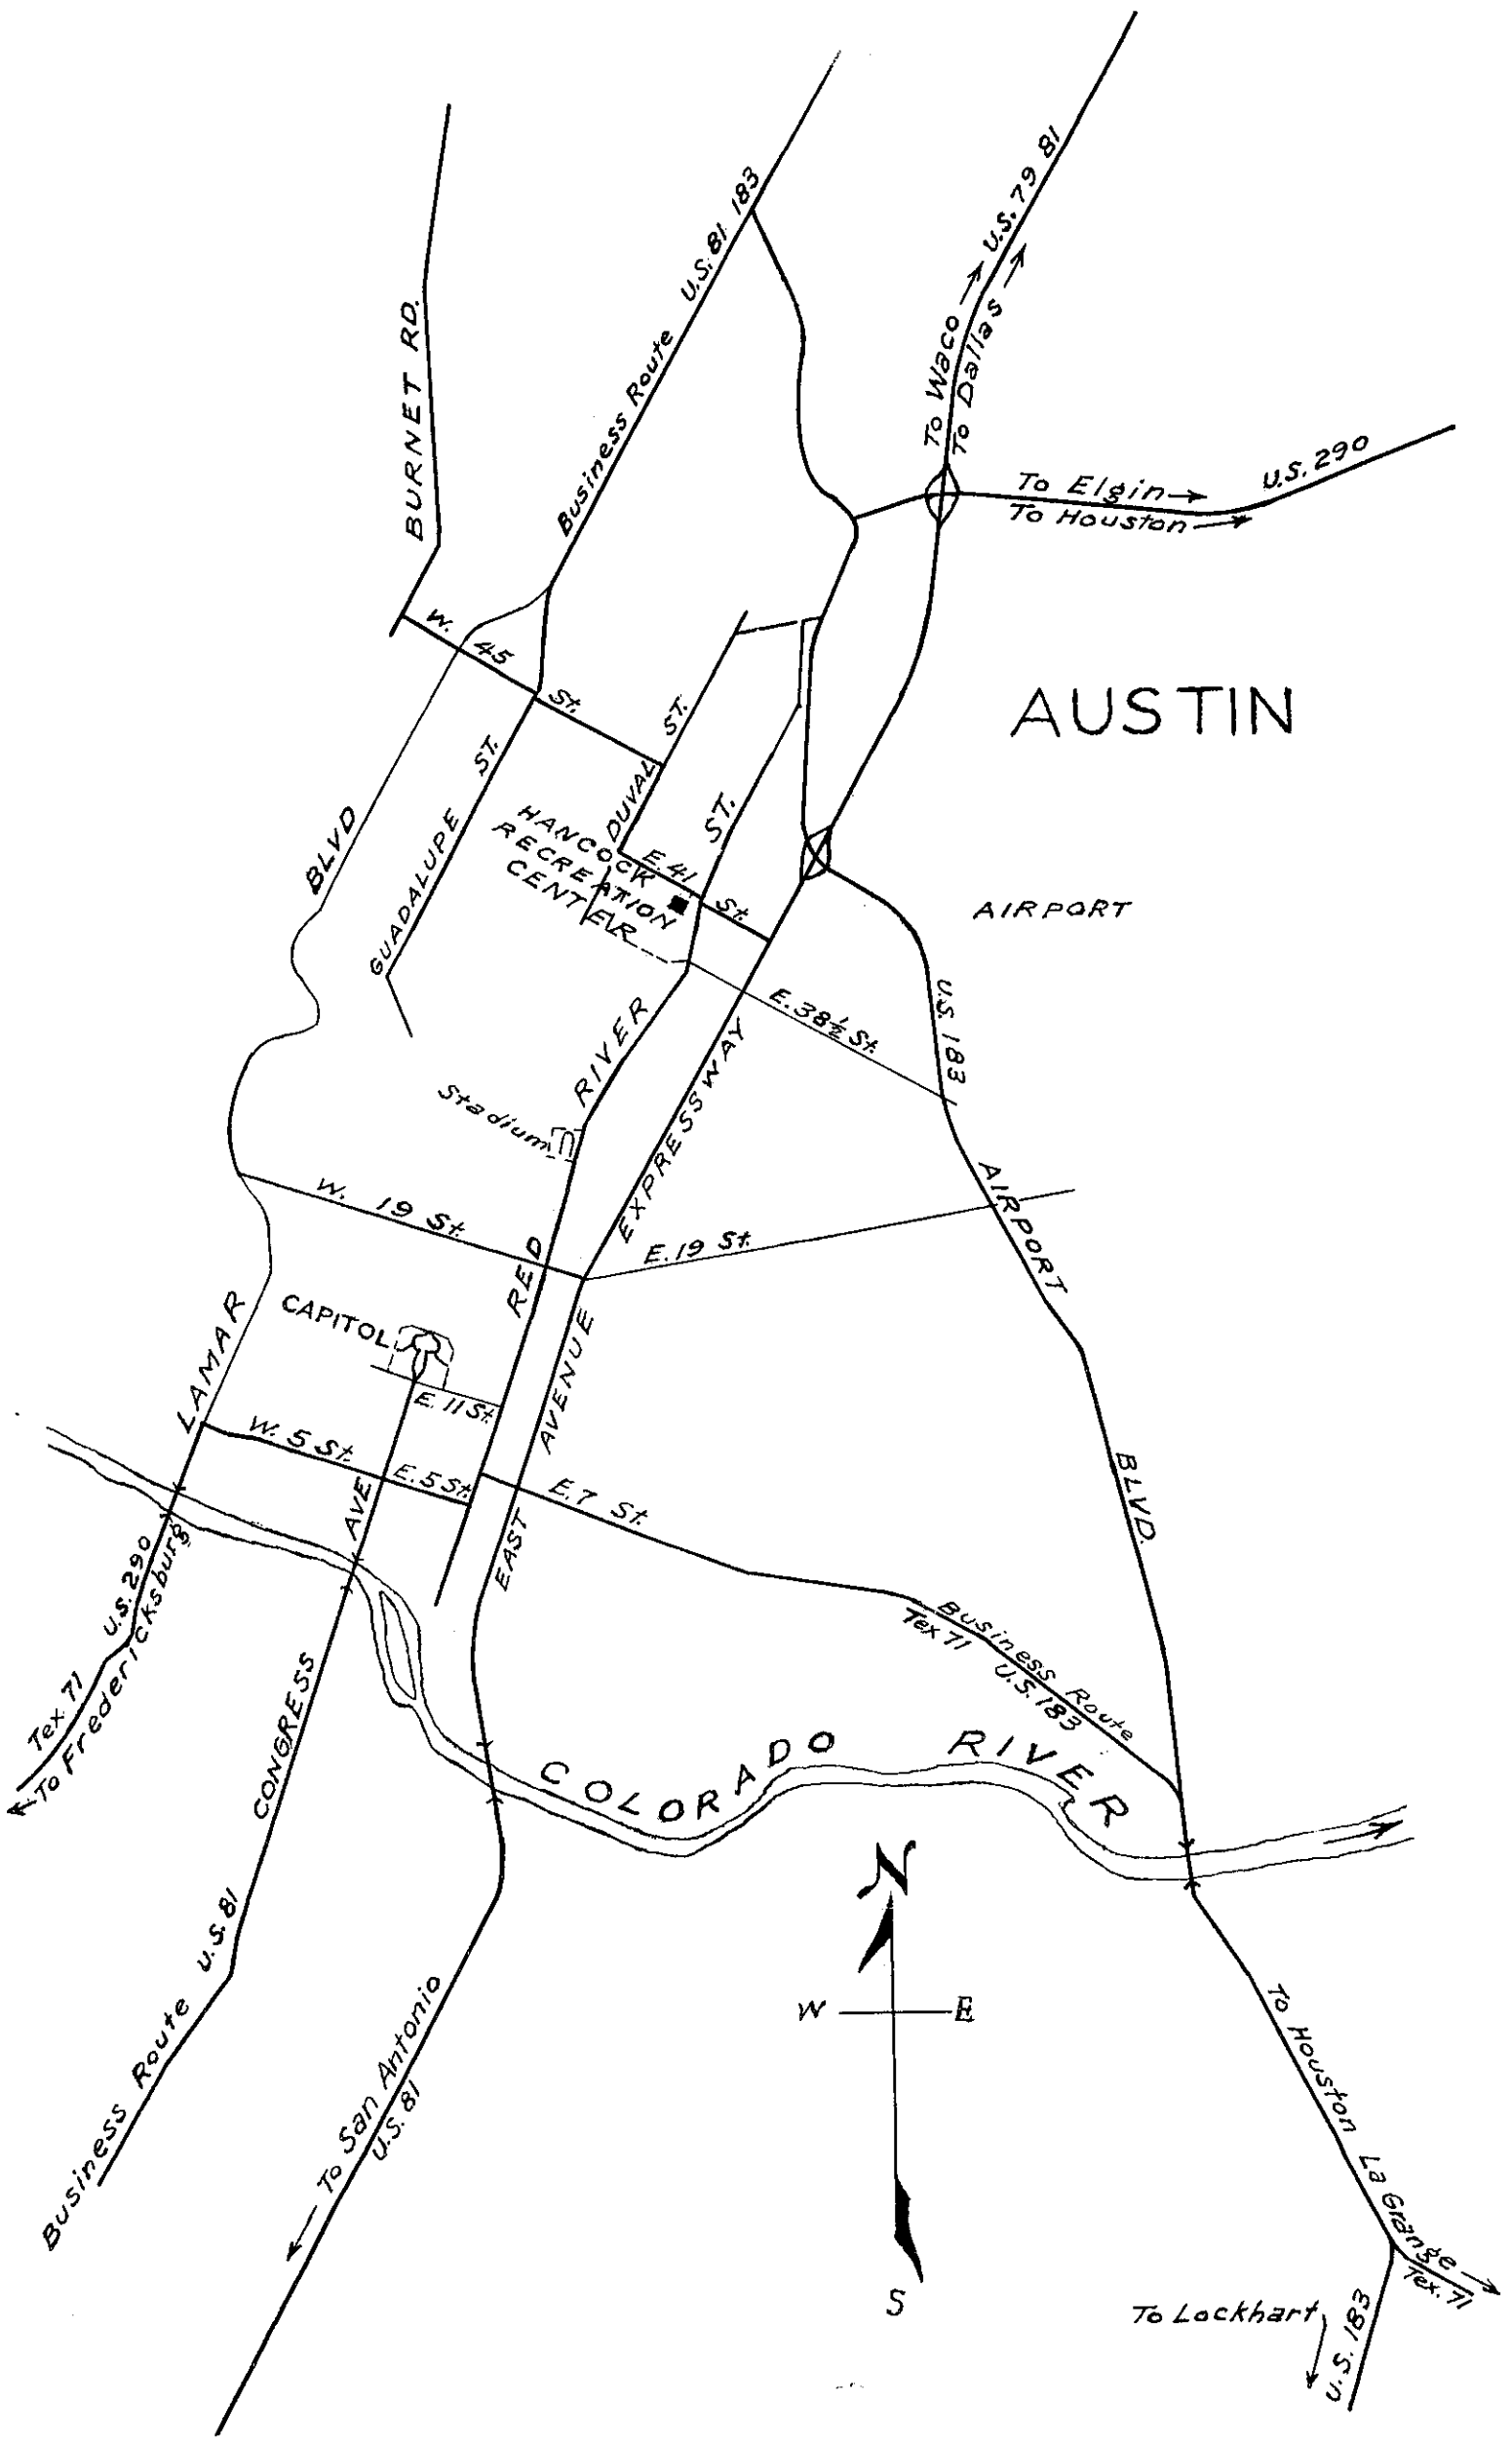 U.S. 79 81
To Waco
To Dallas
Business Route U.S. 81 183
BURNET RD.
To Elgin
To Houston
U.S. 290
W. 45 St.
AUSTIN
DUVAL ST.
GUADALUPE ST.
LAMAR BLVD
HANCOCK
RECREATION
CENTER
E. 41 St.
AIRPORT
RED RIVER ST.
E. 38½ St.
U.S. 183
EXPRESSWAY
Stadium
W. 19 St.
E. 19 St.
AIRPORT BLVD.
CAPITOL
E. 11 St.
EAST AVENUE
W. 5 St.
E. 5 St.
E. 7 St.
CONGRESS AVE
U.S. 290
Tex. 71
To Fredericksburg
Business Route
Tex 71 U.S. 183
COLORADO RIVER
Business Route U.S. 81
To San Antonio
U.S. 81
N
W E
S
To Houston La Grange
Tex. 71
To Lockhart
U.S. 183